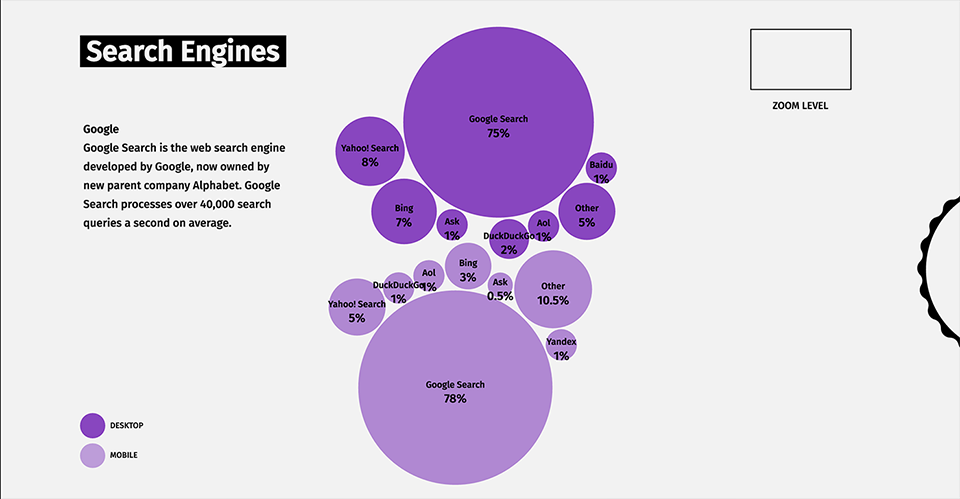 Search Engines
Google
Google Search is the web search engine
developed by Google, now owned by
new parent company Alphabet. Google
Search processes over 40,000 search
queries a second on average.
Google Search
75%
Yahoo! Search
8%
Baidu
1%
Bing
7%
Ask
1%
DuckDuckGo
2%
Aol
1%
Other
5%
Bing
3%
Aol
1%
DuckDuckGo
1%
Ask
0.5%
Other
10.5%
Yahoo! Search
5%
Yandex
1%
Google Search
78%
ZOOM LEVEL
DESKTOP
MOBILE